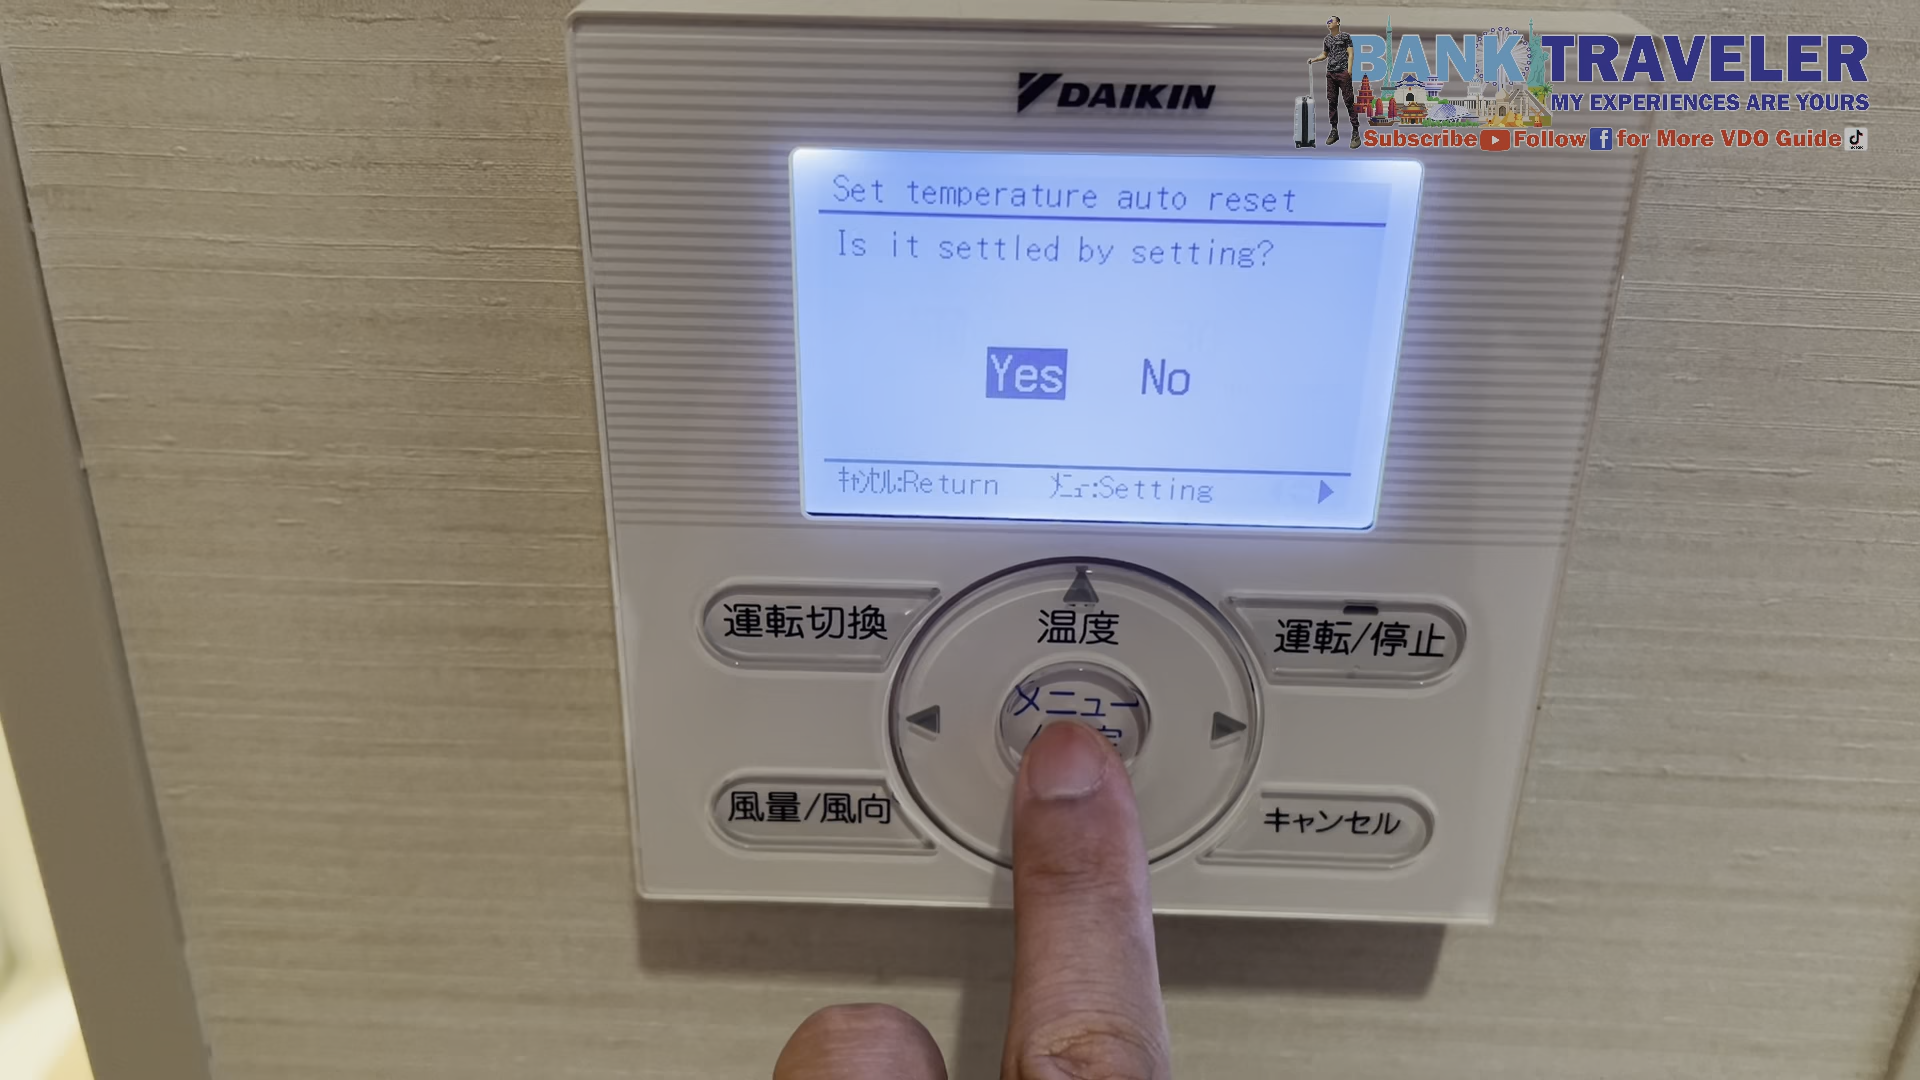 BANK TRAVELER
MY EXPERIENCES ARE YOURS
Subscribe Follow for More VDO Guide
DAIKIN
Set temperature auto reset
Is it settled by setting?
Yes No
ｷｬﾝｾﾙ:Return ﾒﾆｭｰ:Setting
運転切換
温度
運転/停止
メニュー
風量/風向
キャンセル